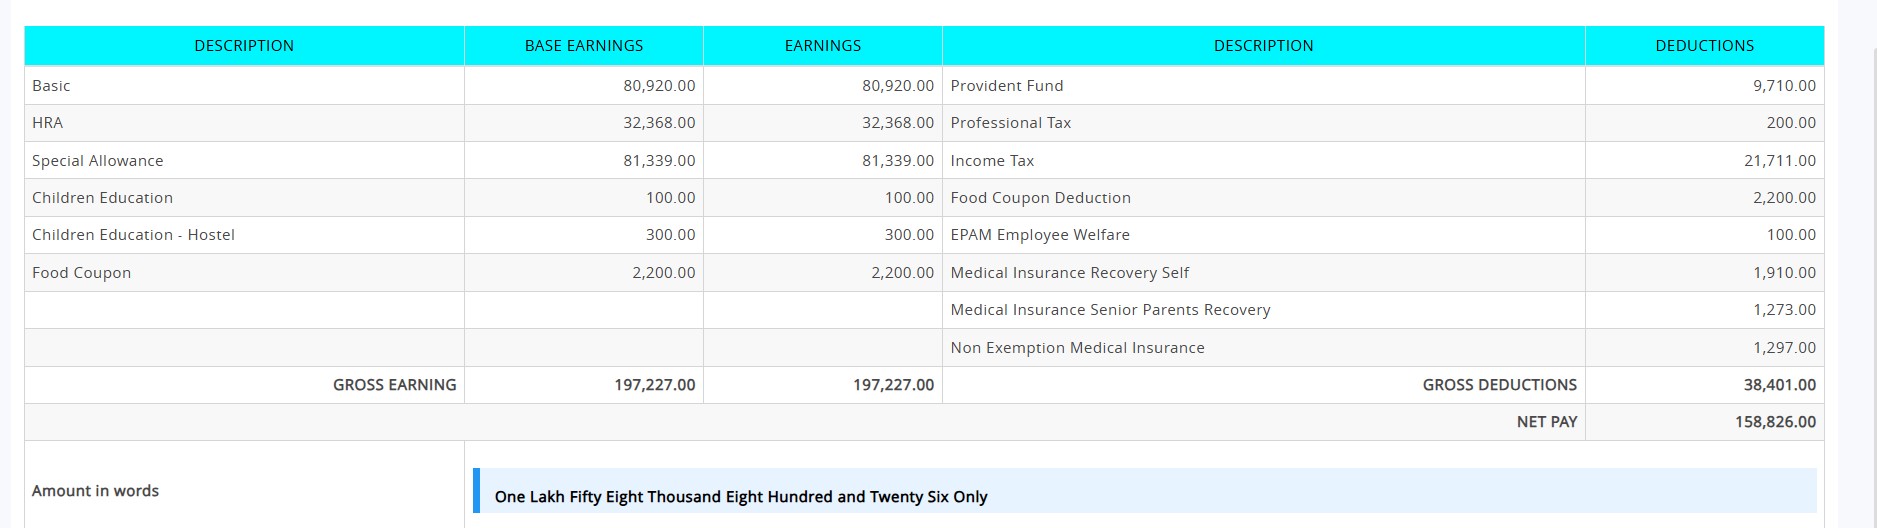 DESCRIPTION BASE EARNINGS EARNINGS DESCRIPTION DEDUCTIONS
Basic 80,920.00 80,920.00 Provident Fund 9,710.00
HRA 32,368.00 32,368.00 Professional Tax 200.00
Special Allowance 81,339.00 81,339.00 Income Tax 21,711.00
Children Education 100.00 100.00 Food Coupon Deduction 2,200.00
Children Education - Hostel 300.00 300.00 EPAM Employee Welfare 100.00
Food Coupon 2,200.00 2,200.00 Medical Insurance Recovery Self 1,910.00
Medical Insurance Senior Parents Recovery 1,273.00
Non Exemption Medical Insurance 1,297.00
GROSS EARNING 197,227.00 197,227.00 GROSS DEDUCTIONS 38,401.00
NET PAY 158,826.00
Amount in words One Lakh Fifty Eight Thousand Eight Hundred and Twenty Six Only